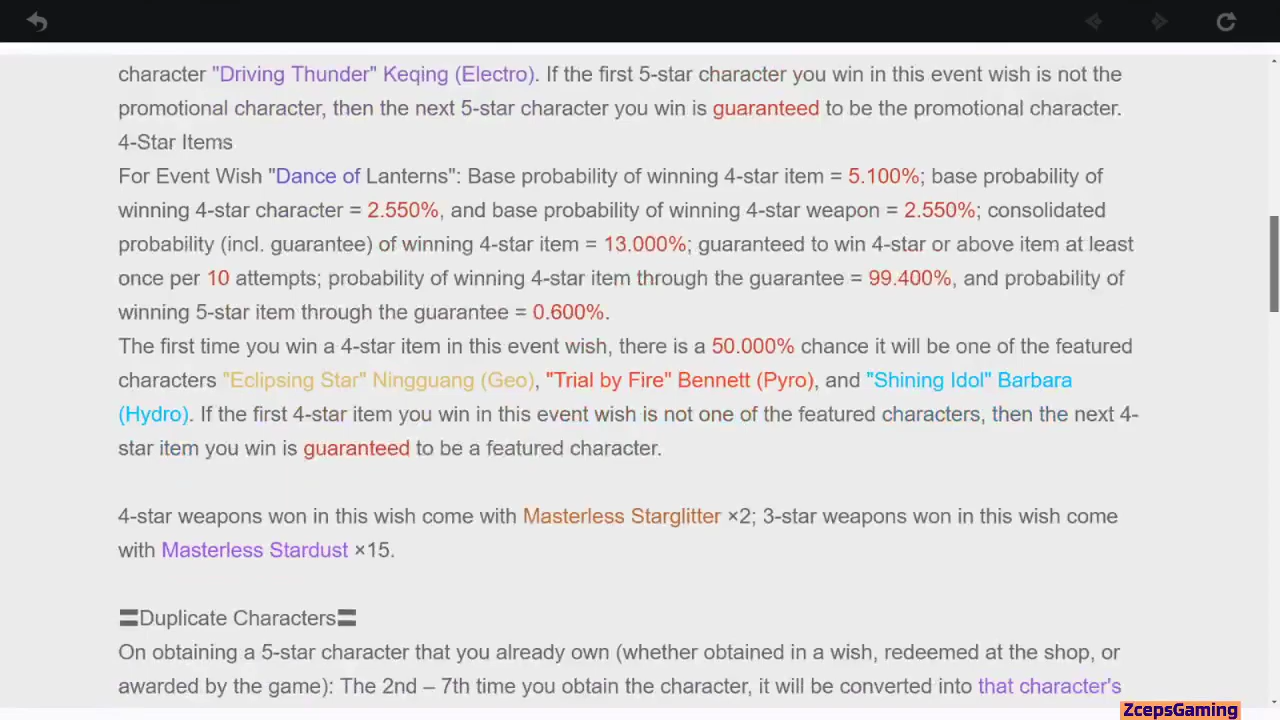 character "Driving Thunder" Keqing (Electro). If the first 5-star character you win in this event wish is not the
promotional character, then the next 5-star character you win is guaranteed to be the promotional character.
4-Star Items
For Event Wish "Dance of Lanterns": Base probability of winning 4-star item = 5.100%; base probability of
winning 4-star character = 2.550%, and base probability of winning 4-star weapon = 2.550%; consolidated
probability (incl. guarantee) of winning 4-star item = 13.000%; guaranteed to win 4-star or above item at least
once per 10 attempts; probability of winning 4-star item through the guarantee = 99.400%, and probability of
winning 5-star item through the guarantee = 0.600%.
The first time you win a 4-star item in this event wish, there is a 50.000% chance it will be one of the featured
characters "Eclipsing Star" Ningguang (Geo), "Trial by Fire" Bennett (Pyro), and "Shining Idol" Barbara
(Hydro). If the first 4-star item you win in this event wish is not one of the featured characters, then the next 4-
star item you win is guaranteed to be a featured character.
4-star weapons won in this wish come with Masterless Starglitter ×2; 3-star weapons won in this wish come
with Masterless Stardust ×15.
〓Duplicate Characters〓
On obtaining a 5-star character that you already own (whether obtained in a wish, redeemed at the shop, or
awarded by the game): The 2nd – 7th time you obtain the character, it will be converted into that character's
ZcepsGaming